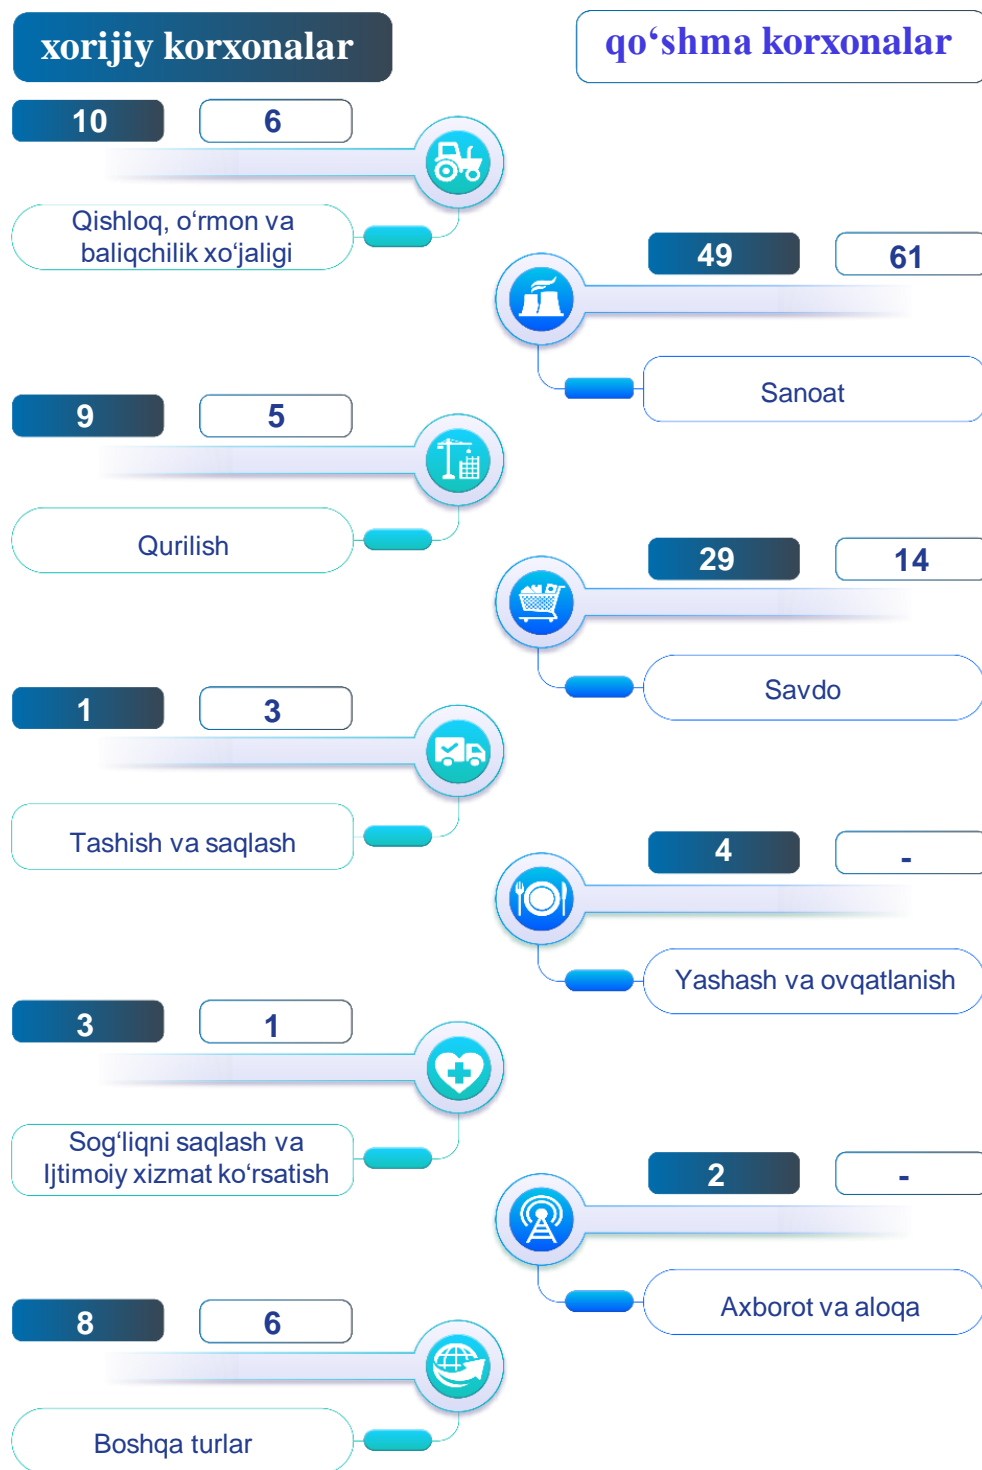 xorijiy korxonalar
qo‘shma korxonalar
10
6
Qishloq, o‘rmon va
baliqchilik xo‘jaligi
49
61
Sanoat
9
5
Qurilish
29
14
Savdo
1
3
Tashish va saqlash
4
-
Yashash va ovqatlanish
3
1
Sog‘liqni saqlash va
Ijtimoiy xizmat ko‘rsatish
2
-
Axborot va aloqa
8
6
Boshqa turlar